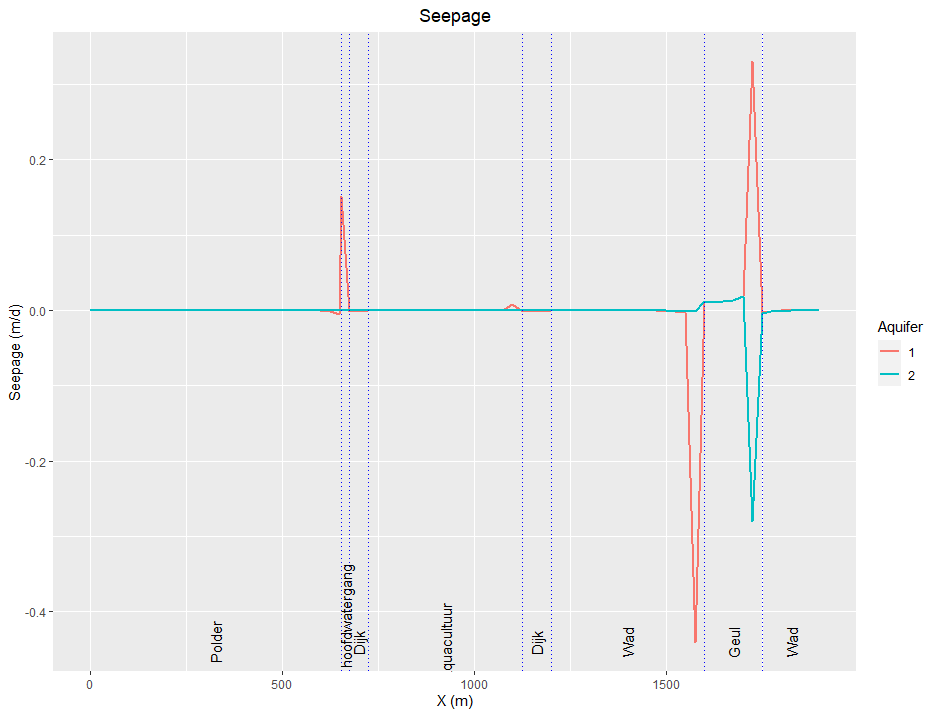 Seepage
Seepage (m/d)
0.2
0.0
-0.2
-0.4
Polder
hoofdwatergang
Dijk
quacultuur
Dijk
Wad
Geul
Wad
0
500
1000
1500
X (m)
Aquifer
1
2